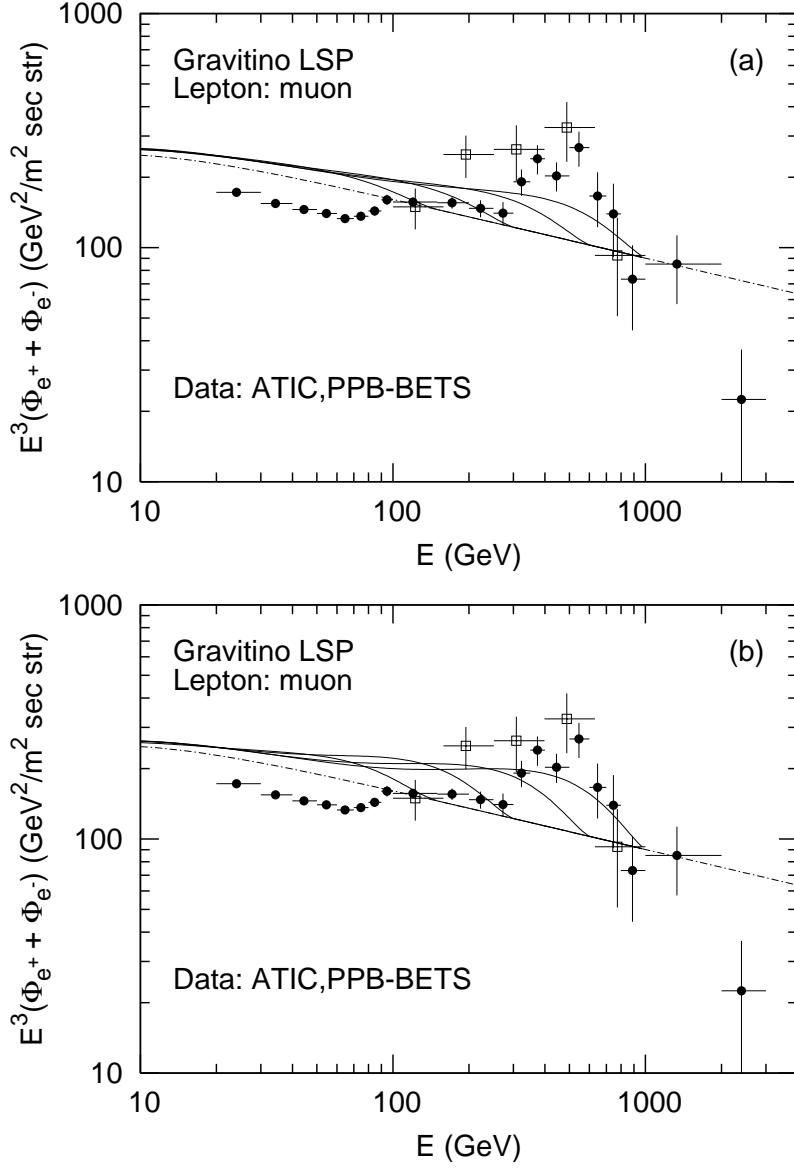 1000
Gravitino LSP
(a)
Lepton: muon
E³(Φe⁺ + Φe⁻) (GeV²/m² sec str)
100
Data: ATIC,PPB-BETS
10
10 100 1000
E (GeV)
1000
Gravitino LSP
(b)
Lepton: muon
E³(Φe⁺ + Φe⁻) (GeV²/m² sec str)
100
Data: ATIC,PPB-BETS
10
10 100 1000
E (GeV)